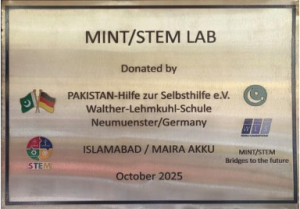 MINT/STEM LAB
Donated by
PAKISTAN-Hilfe zur Selbsthilfe e.V.
Walther-Lehmkuhl-Schule
Neumuenster/Germany
ISLAMABAD / MAIRA AKKU
STEM
MINT/STEM
Bridges to the future
October 2025